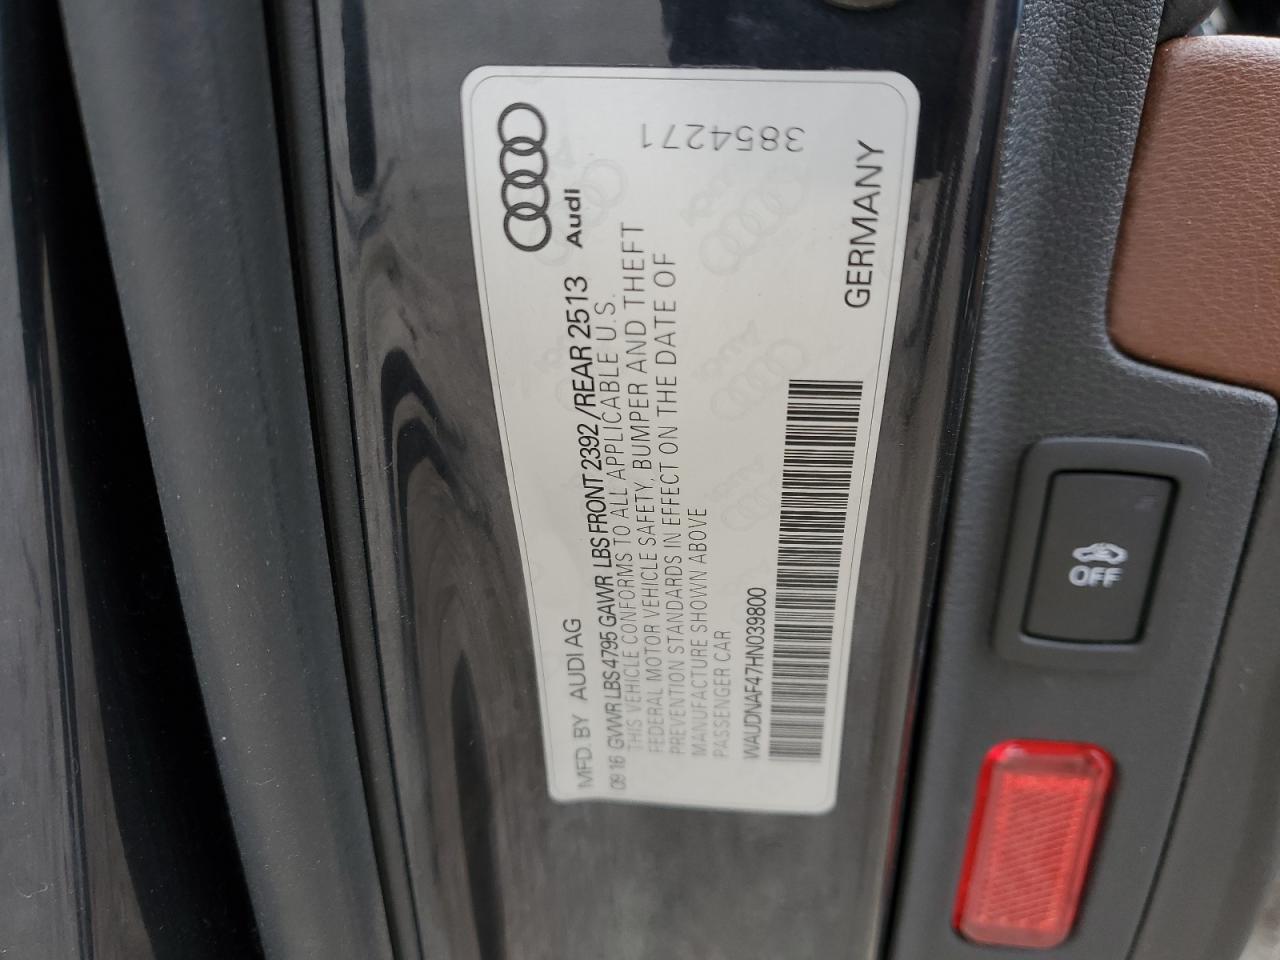 Audi
MFD. BY AUDI AG
09 16 GVWR LBS 4795 GAWR LBS FRONT 2392 /REAR 2513
THIS VEHICLE CONFORMS TO ALL APPLICABLE U.S.
FEDERAL MOTOR VEHICLE SAFETY, BUMPER AND THEFT
PREVENTION STANDARDS IN EFFECT ON THE DATE OF
MANUFACTURE SHOWN ABOVE
PASSENGER CAR
WAUDNAF47HN039800
3854271
GERMANY
OFF